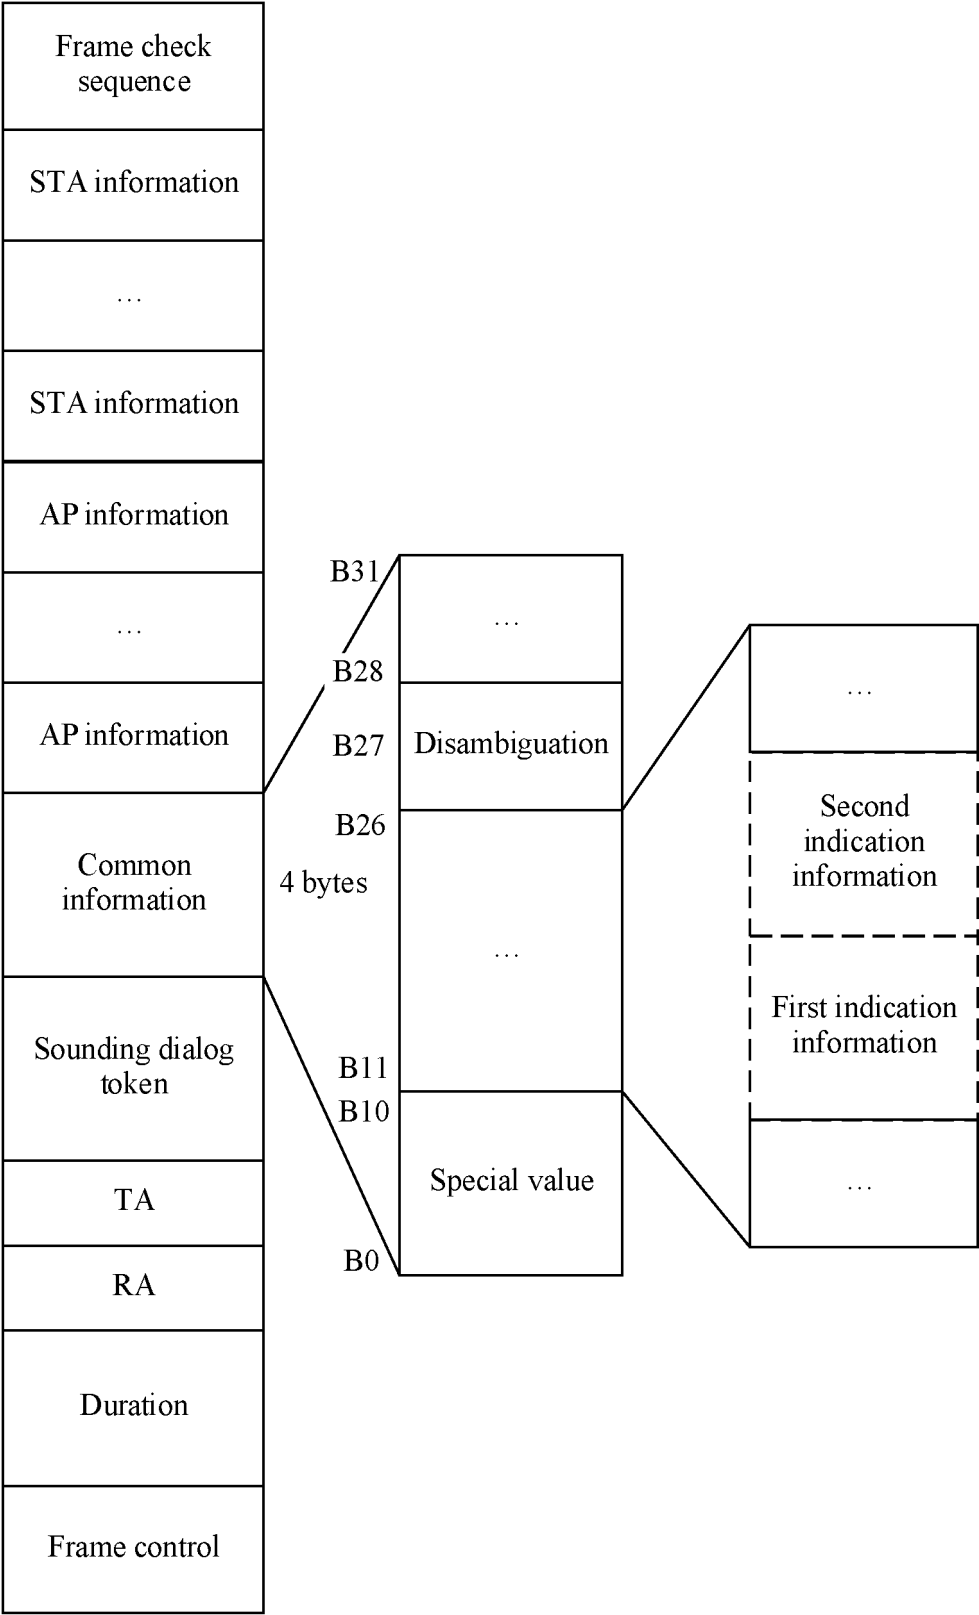 Frame check
sequence
STA information
...
STA information
AP information
...
AP information
Common
information
Sounding dialog
token
TA
RA
Duration
Frame control
4 bytes
B31
...
B28
B27
Disambiguation
B26
...
B11
B10
Special value
B0
...
Second
indication
information
First indication
information
...